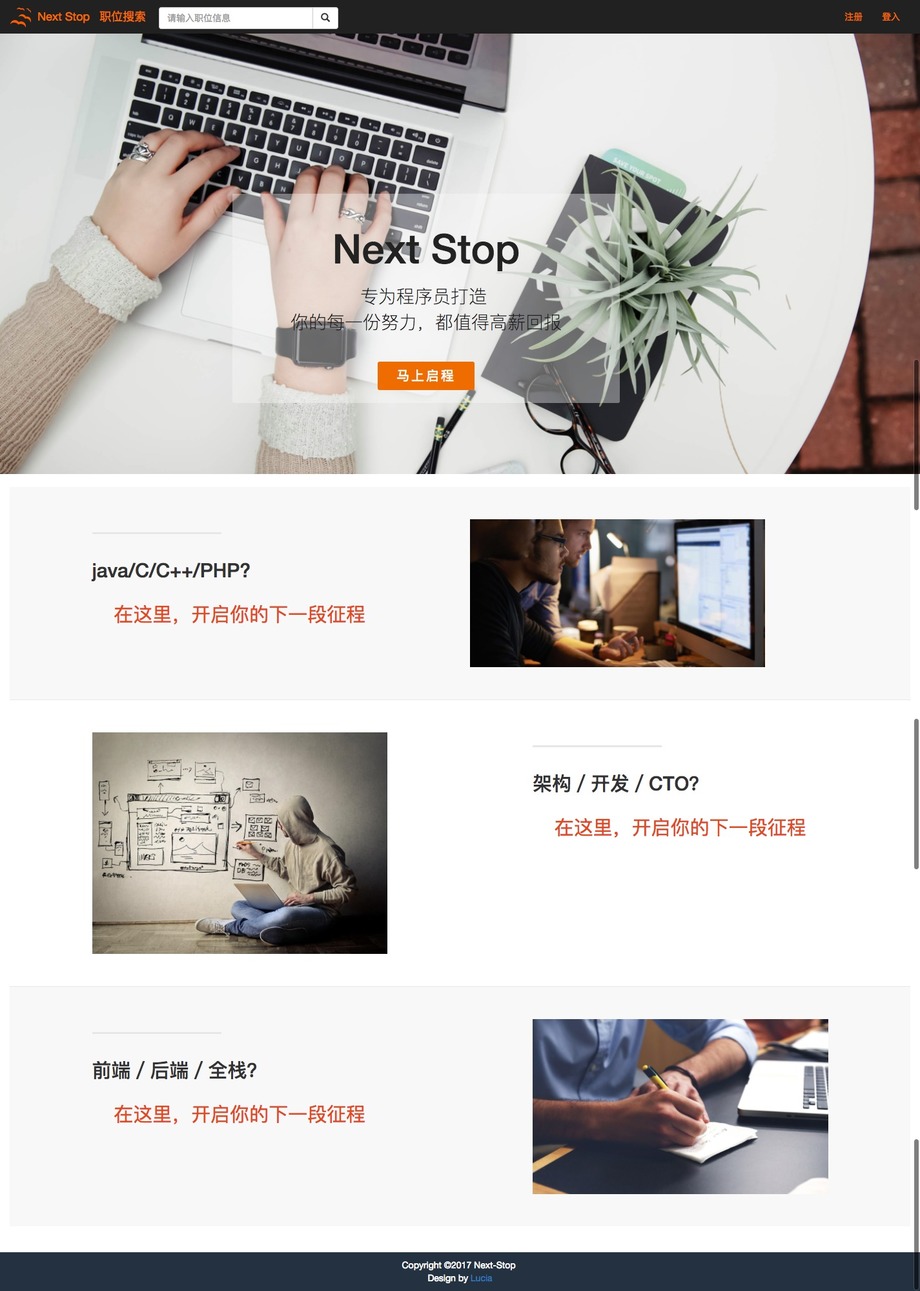 Next Stop 职位搜索 请输入职位信息 注册 登入
SAVE YOUR SPOT
Next Stop
专为程序员打造
你的每一份努力，都值得高薪回报
马上启程
java/C/C++/PHP?
在这里，开启你的下一段征程
架构 / 开发 / CTO?
在这里，开启你的下一段征程
前端 / 后端 / 全栈?
在这里，开启你的下一段征程
Copyright ©2017 Next-Stop
Design by Lucia